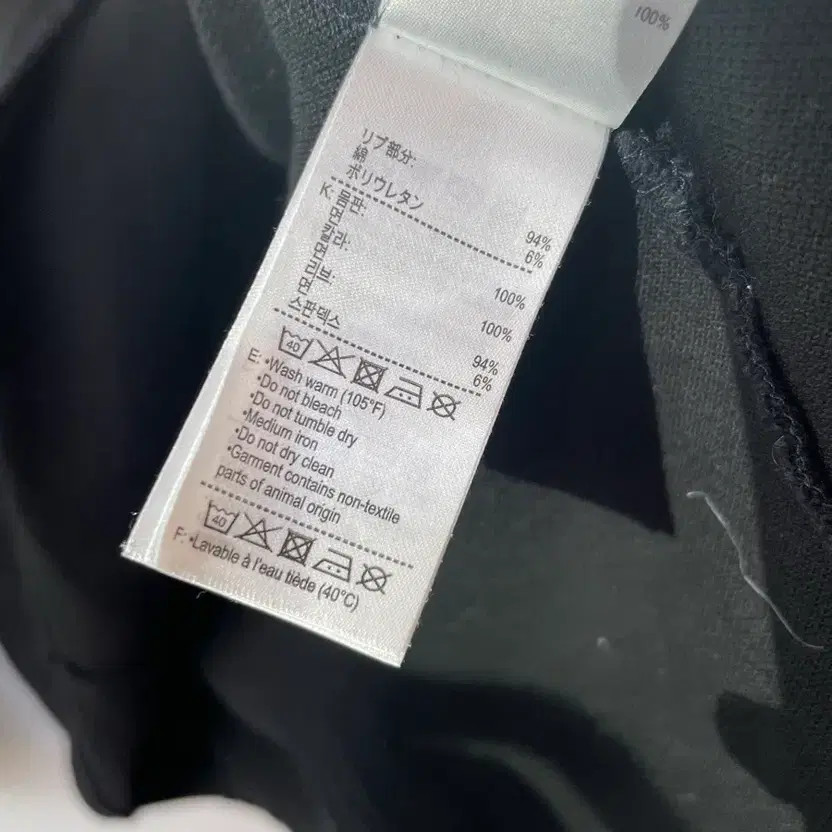 100%
リブ部分:
綿 94%
ポリウレタン 6%
K: 몸판:
면 100%
칼라:
면 100%
리브:
면 94%
스판덱스 6%
40
E: •Wash warm (105°F)
•Do not bleach
•Do not tumble dry
•Medium iron
•Do not dry clean
•Garment contains non-textile
parts of animal origin
40
F: •Lavable à l'eau tiède (40°C)